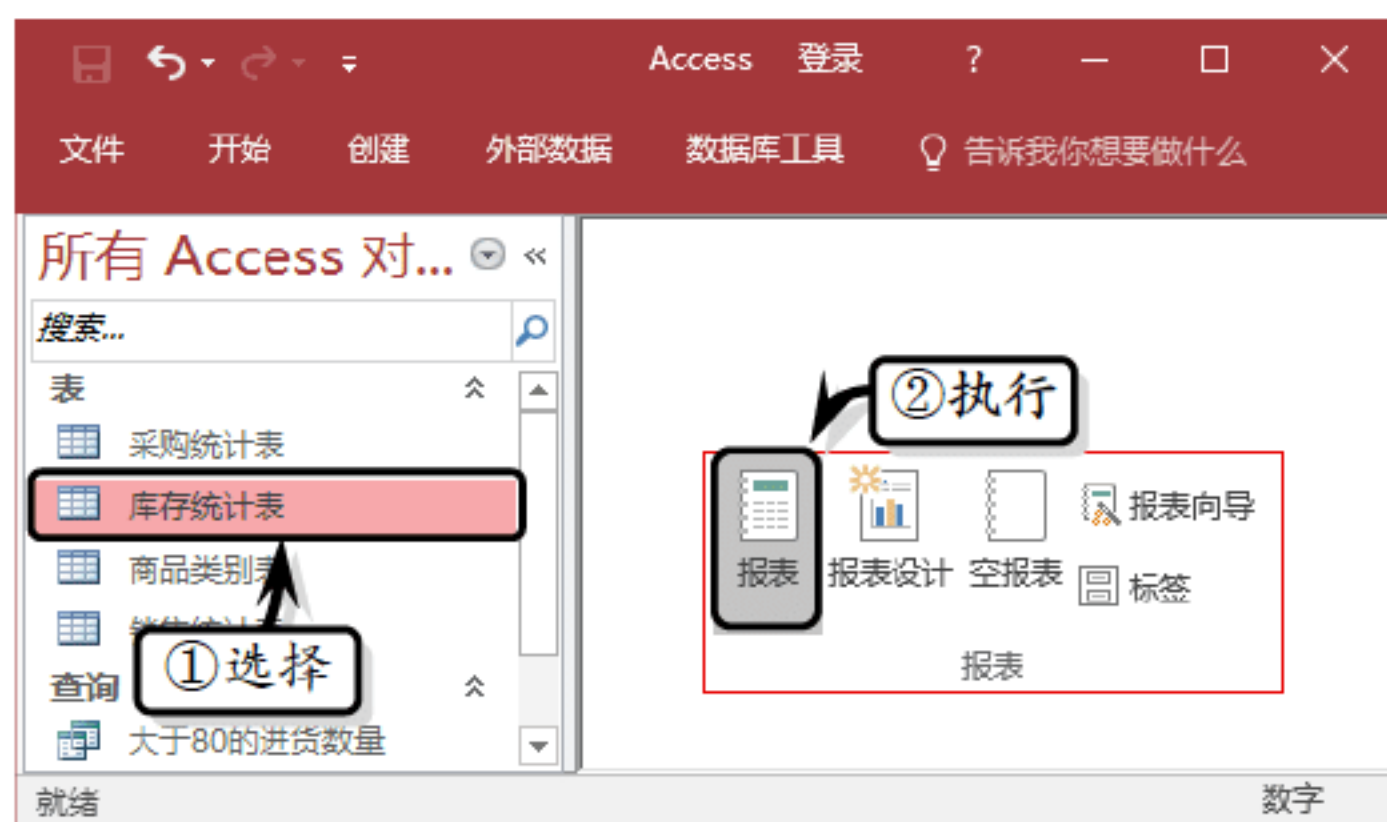 Access 登录 ?
文件 开始 创建 外部数据 数据库工具 告诉我你想要做什么
所有 Access 对...
搜索...
表
采购统计表
库存统计表
商品类别
①选择
查询
大于80的进货数量
②执行
报表 报表设计 空报表 报表向导
标签
报表
就绪 数字